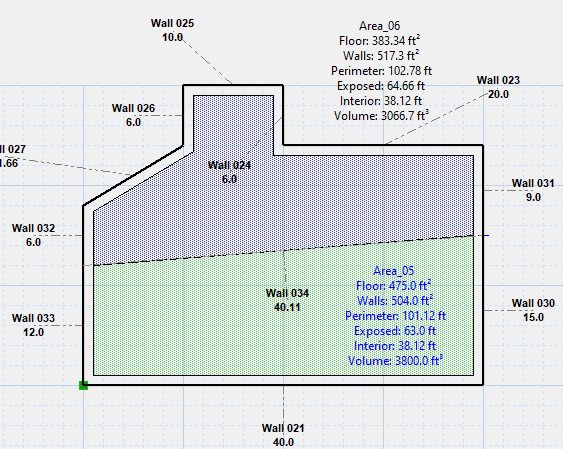 Wall 025
10.0
Area_06
Floor: 383.34 ft²
Walls: 517.3 ft²
Perimeter: 102.78 ft
Exposed: 64.66 ft
Interior: 38.12 ft
Volume: 3066.7 ft³
Wall 023
20.0
Wall 026
6.0
ll 027
.66
Wall 024
6.0
Wall 031
9.0
Wall 032
6.0
Wall 034
40.11
Area_05
Floor: 475.0 ft²
Walls: 504.0 ft²
Perimeter: 101.12 ft
Exposed: 63.0 ft
Interior: 38.12 ft
Volume: 3800.0 ft³
Wall 033
12.0
Wall 030
15.0
Wall 021
40.0